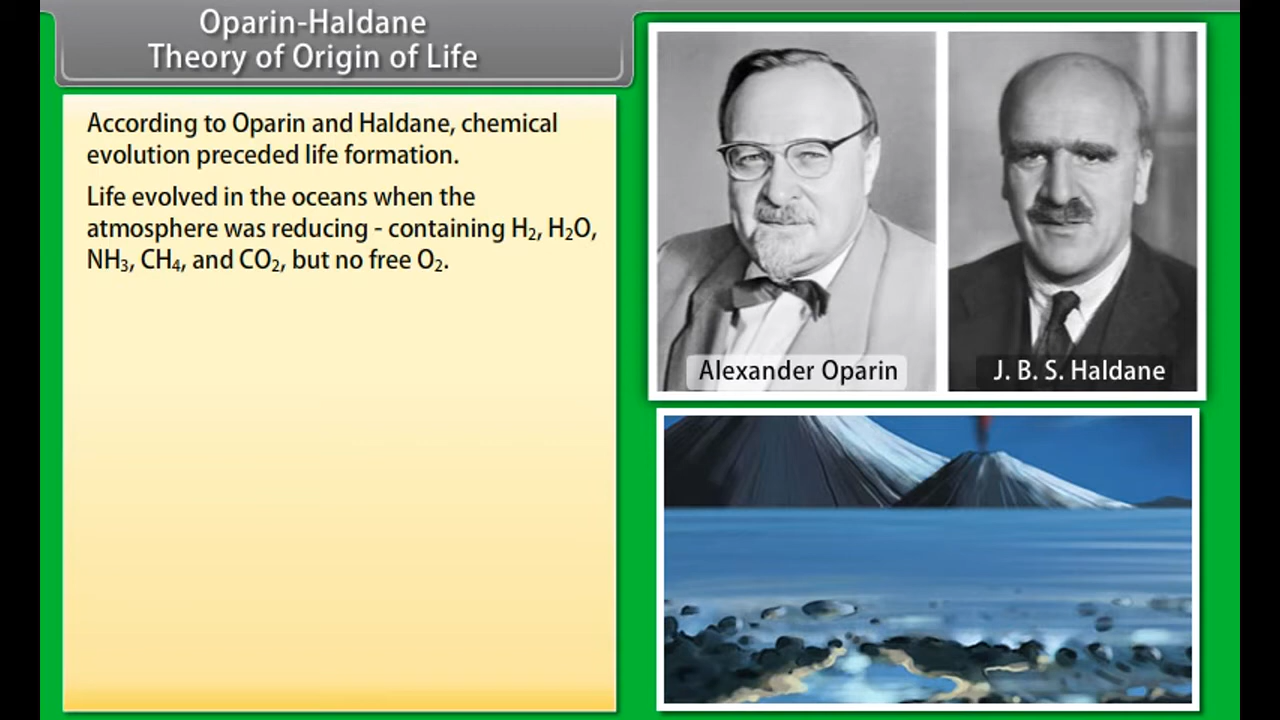 Oparin-Haldane
Theory of Origin of Life
According to Oparin and Haldane, chemical
evolution preceded life formation.
Life evolved in the oceans when the
atmosphere was reducing - containing H₂, H₂O,
NH₃, CH₄, and CO₂, but no free O₂.
Alexander Oparin
J. B. S. Haldane